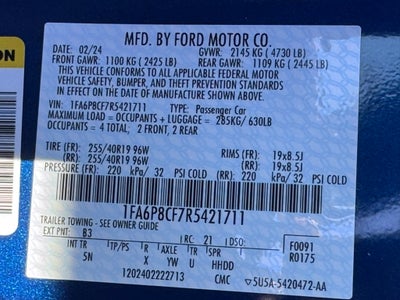 MFD. BY FORD MOTOR CO.
DATE: 02/24 GVWR: 2145 KG ( 4730 LB)
FRONT GAWR: 1100 KG ( 2425 LB) REAR GAWR: 1109 KG ( 2445 LB)
THIS VEHICLE CONFORMS TO ALL APPLICABLE FEDERAL MOTOR
VEHICLE SAFETY, BUMPER, AND THEFT PREVENTION STANDARDS
IN EFFECT ON THE DATE OF MANUFACTURE SHOWN ABOVE.
VIN: 1FA6P8CF7R5421711 TYPE: Passenger Car
MAXIMUM LOAD = OCCUPANTS + LUGGAGE = 285KG/ 630LB
OCCUPANTS = 4 TOTAL, 2 FRONT, 2 REAR
TIRE (FR): 255/40R19 96W RIMS (FR): 19x8.5J
(RR): 255/40R19 96W (RR): 19x8.5J
PRESSURE (FR): 220 kPa/ 32 PSI COLD (RR): 220 kPa/ 32 PSI COLD
1FA6P8CF7R5421711
TRAILER TOWING - SEE OWNER GUIDE
EXT PNT: B3 RC: 21 DSO: F0091
R0175
INT TR TP/PS R AXLE TR SPR
5N X YW U HHDD
1202402222713 CMC 5U5A-5420472-AA